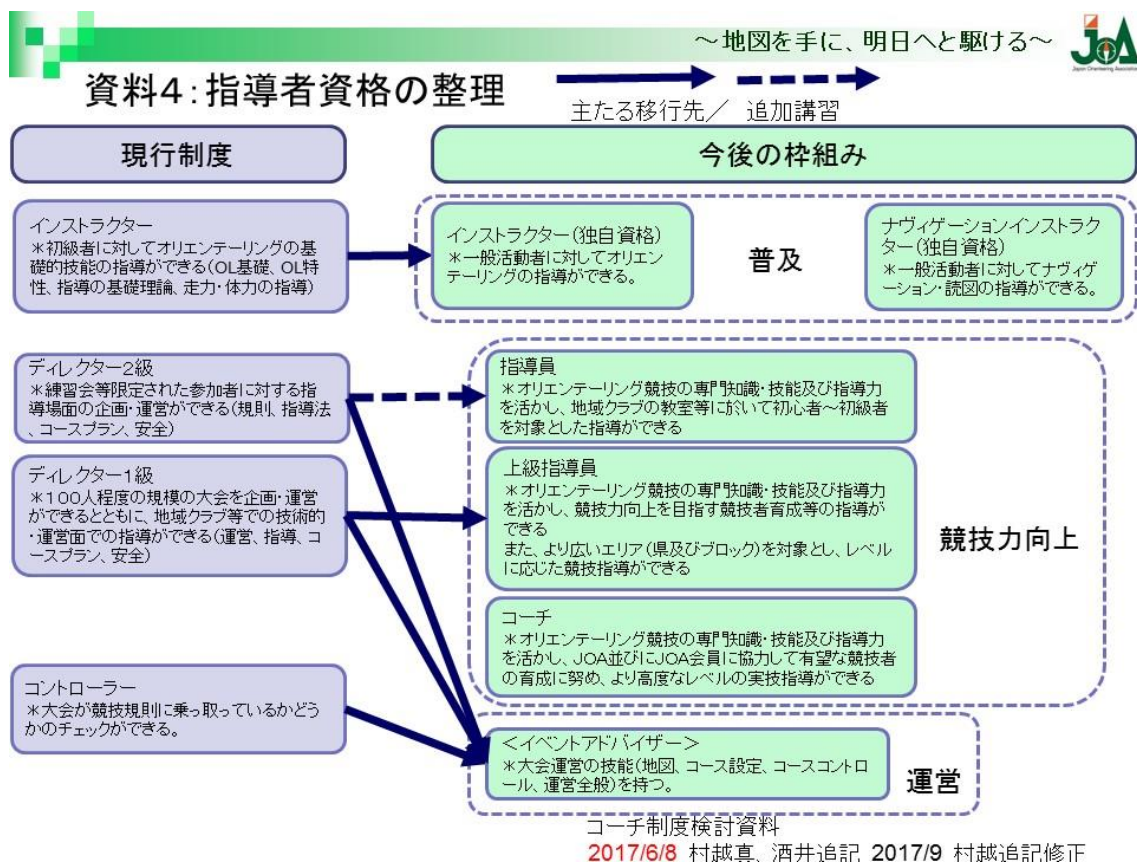 ～地図を手に、明日へと駆ける～
JOA
Japan Orienteering Association
資料4：指導者資格の整理
主たる移行先／ 追加講習
現行制度
今後の枠組み
インストラクター
＊初級者に対してオリエンテーリングの基
礎的技能の指導ができる(OL基礎、OL特
性、指導の基礎理論、走力・体力の指導)
インストラクター(独自資格)
＊一般活動者に対してオリエン
テーリングの指導ができる。
普及
ナヴィゲーションインストラク
ター(独自資格)
＊一般活動者に対してナヴィゲ
ーション・読図の指導ができる。
ディレクター2級
＊練習会等限定された参加者に対する指
導場面の企画・運営ができる(規則、指導法
、コースプラン、安全)
ディレクター1級
＊100人程度の規模の大会を企画・運営
ができるとともに、地域クラブ等での技術的
・運営面での指導ができる(運営、指導、コ
ースプラン、安全)
コントローラー
＊大会が競技規則に乗っ取っているかどう
かのチェックができる。
指導員
＊オリエンテーリング競技の専門知識・技能及び指導力
を活かし、地域クラブの教室等に於いて初心者～初級者
を対象とした指導ができる
上級指導員
＊オリエンテーリング競技の専門知識・技能及び指導力
を活かし、競技力向上を目指す競技者育成等の指導が
できる
また、より広いエリア(県及びブロック)を対象とし、レベル
に応じた競技指導ができる
競技力向上
コーチ
＊オリエンテーリング競技の専門知識・技能及び指導力
を活かし、JOA並びにJOA会員に協力して有望な競技者
の育成に努め、より高度なレベルの実技指導ができる
＜イベントアドバイザー＞
＊大会運営の技能(地図、コース設定、コースコントロ
ール、運営全般)を持つ。
運営
コーチ制度検討資料
2017/6/8 村越真、酒井追記 2017/9 村越追記修正